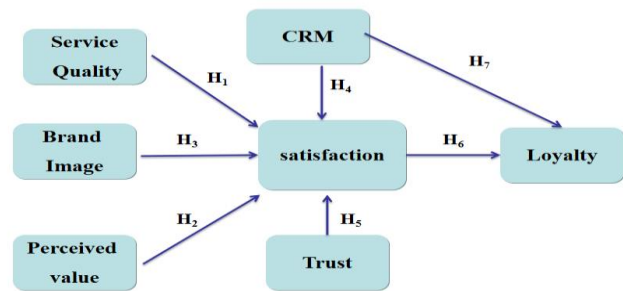 Service
Quality
CRM
H₁
H₄
H₇
Brand
Image
H₃
satisfaction
H₆
Loyalty
H₂
H₅
Perceived
value
Trust